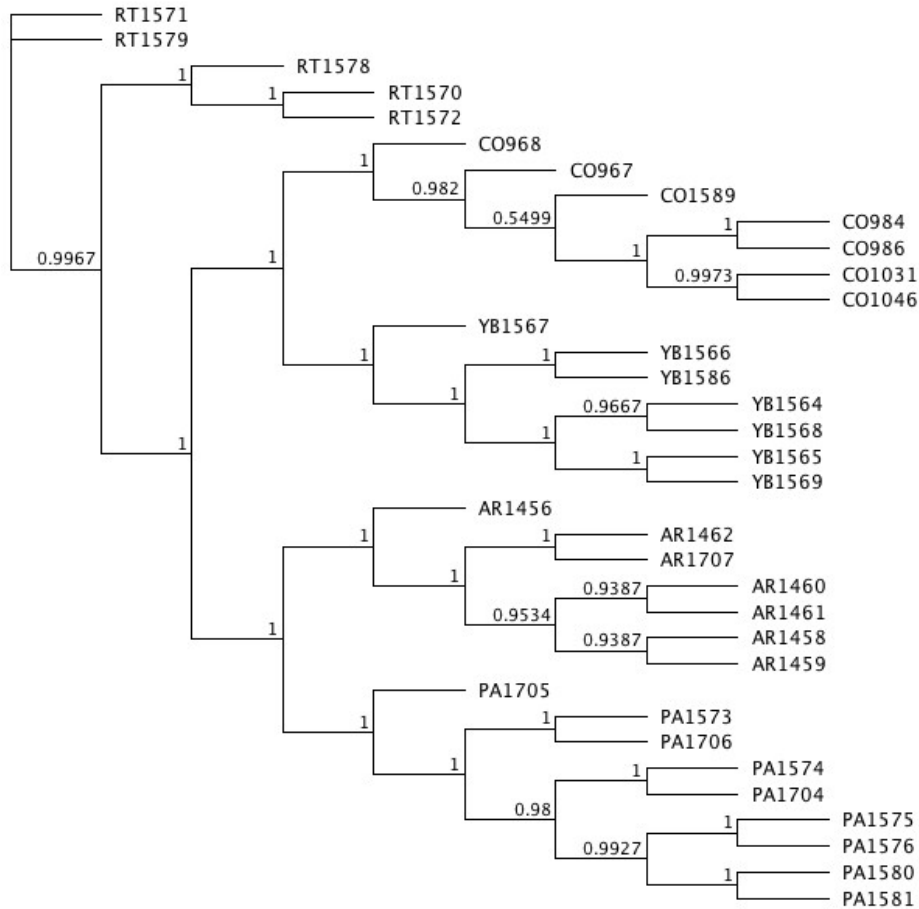 RT1571
RT1579
1 RT1578
1 RT1570
RT1572
CO968
1
CO967
0.982
CO1589
0.5499
1 CO984
CO986
1
0.9967
1
0.9973 CO1031
CO1046
YB1567
1
1 YB1566
YB1586
1
0.9667 YB1564
YB1568
1
1
1 YB1565
YB1569
AR1456
1
1 AR1462
AR1707
1
0.9387 AR1460
AR1461
0.9534
1
0.9387 AR1458
AR1459
PA1705
1
1 PA1573
PA1706
1
1 PA1574
PA1704
0.98
1 PA1575
PA1576
0.9927
1 PA1580
PA1581